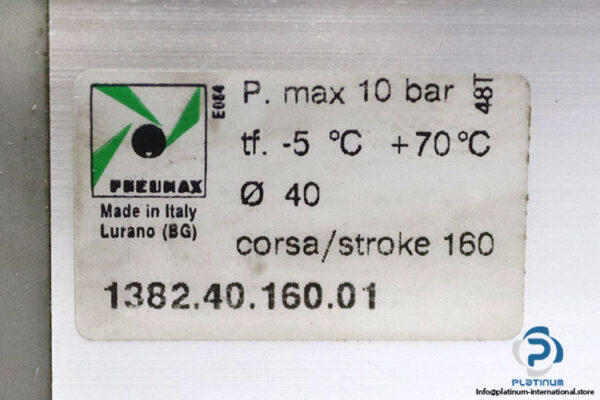 E084
P. max 10 bar
48T
tf. -5 °C +70°C
PNEUMAX
Ø 40
Made in Italy
Lurano (BG)
corsa/stroke 160
1382.40.160.01
PLATINUM
Info@platinum-international.store